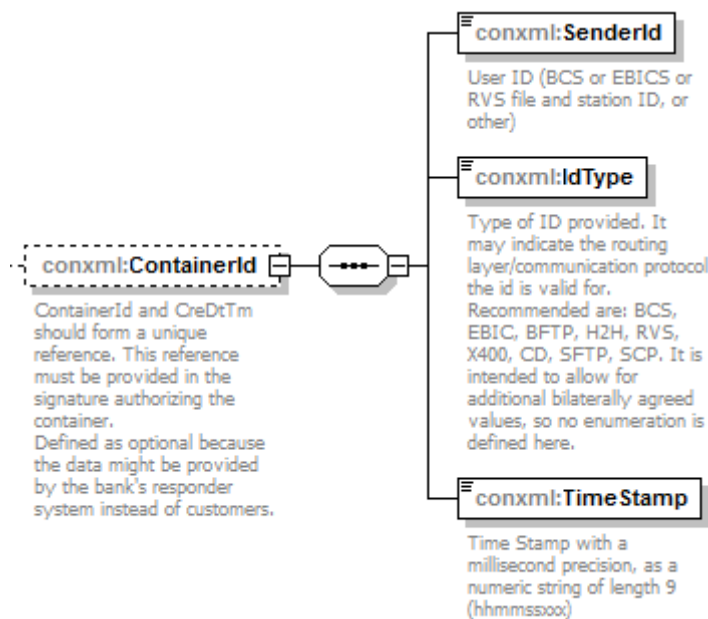 conxml:SenderId
User ID (BCS or EBICS or
RVS file and station ID, or
other)
conxml:IdType
Type of ID provided. It
may indicate the routing
layer/communication protocol
the id is valid for.
Recommended are: BCS,
EBIC, BFTP, H2H, RVS,
X400, CD, SFTP, SCP. It is
intended to allow for
additional bilaterally agreed
values, so no enumeration is
defined here.
conxml:ContainerId
ContainerId and CreDtTm
should form a unique
reference. This reference
must be provided in the
signature authorizing the
container.
Defined as optional because
the data might be provided
by the bank's responder
system instead of customers.
conxml:TimeStamp
Time Stamp with a
millisecond precision, as a
numeric string of length 9
(hhmmssxxx)